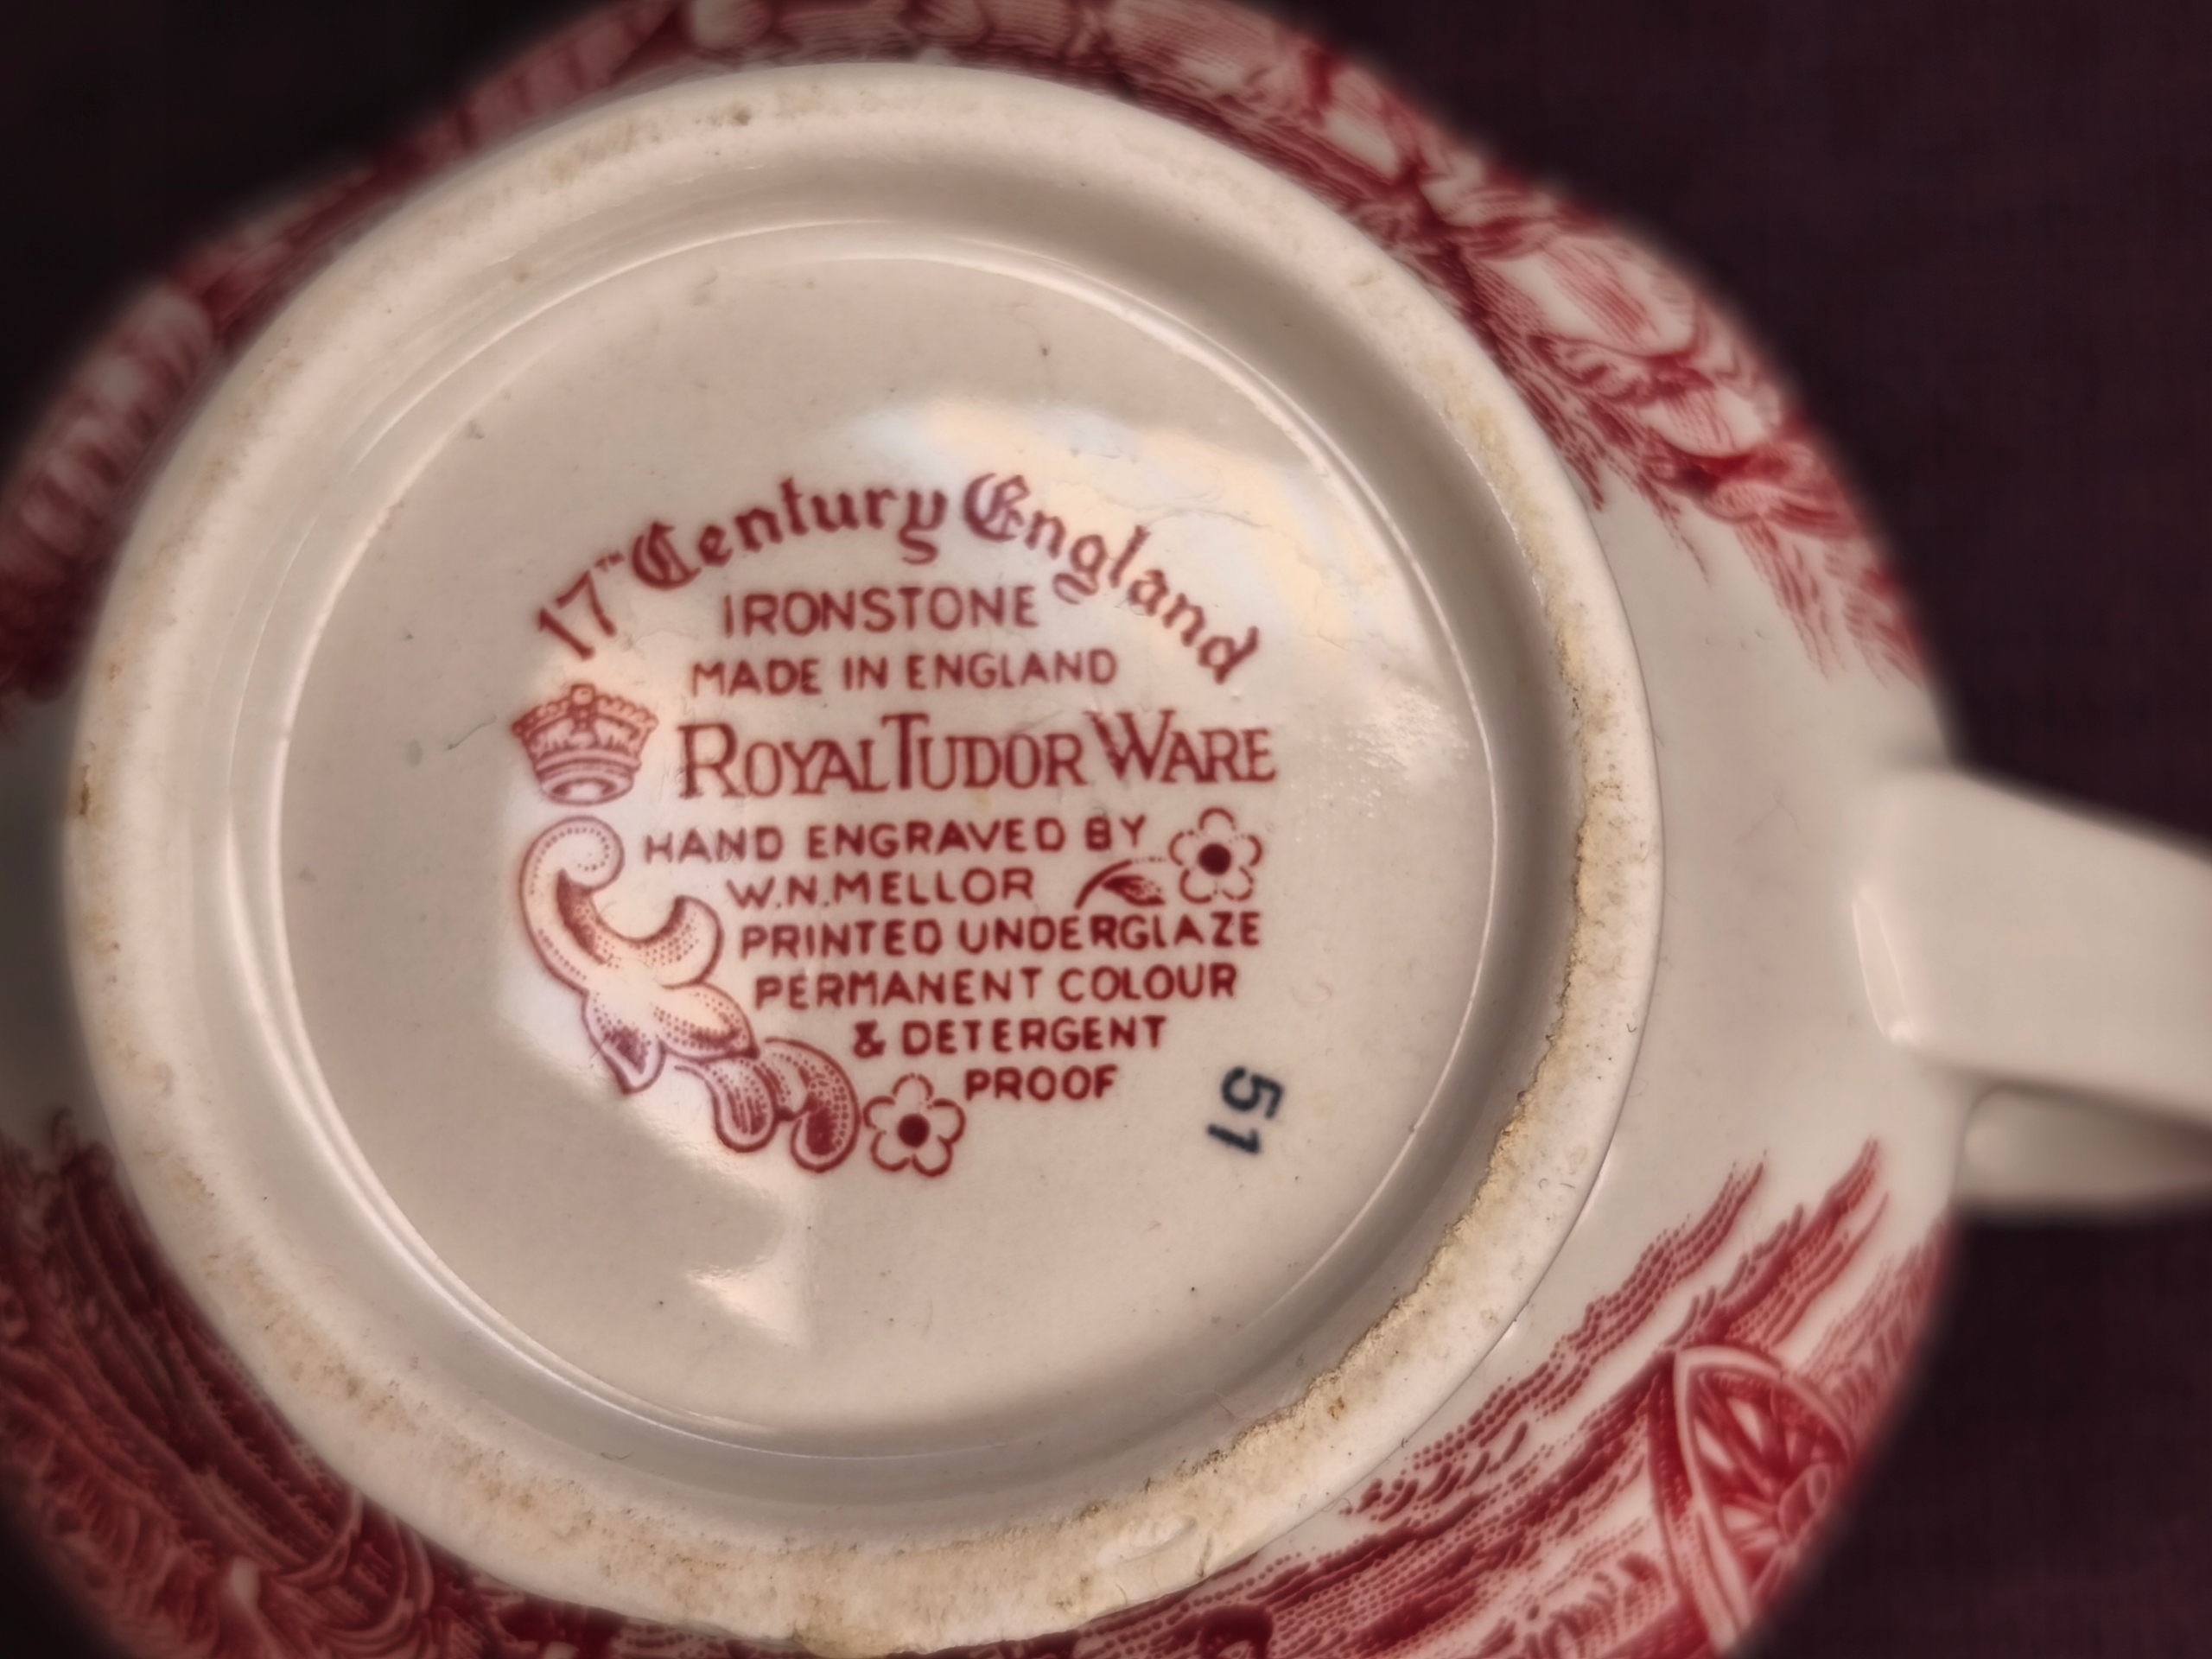 17TH Century England
IRONSTONE
MADE IN ENGLAND
ROYAL TUDOR WARE
HAND ENGRAVED BY
W.N.MELLOR
PRINTED UNDERGLAZE
PERMANENT COLOUR
& DETERGENT
PROOF
51